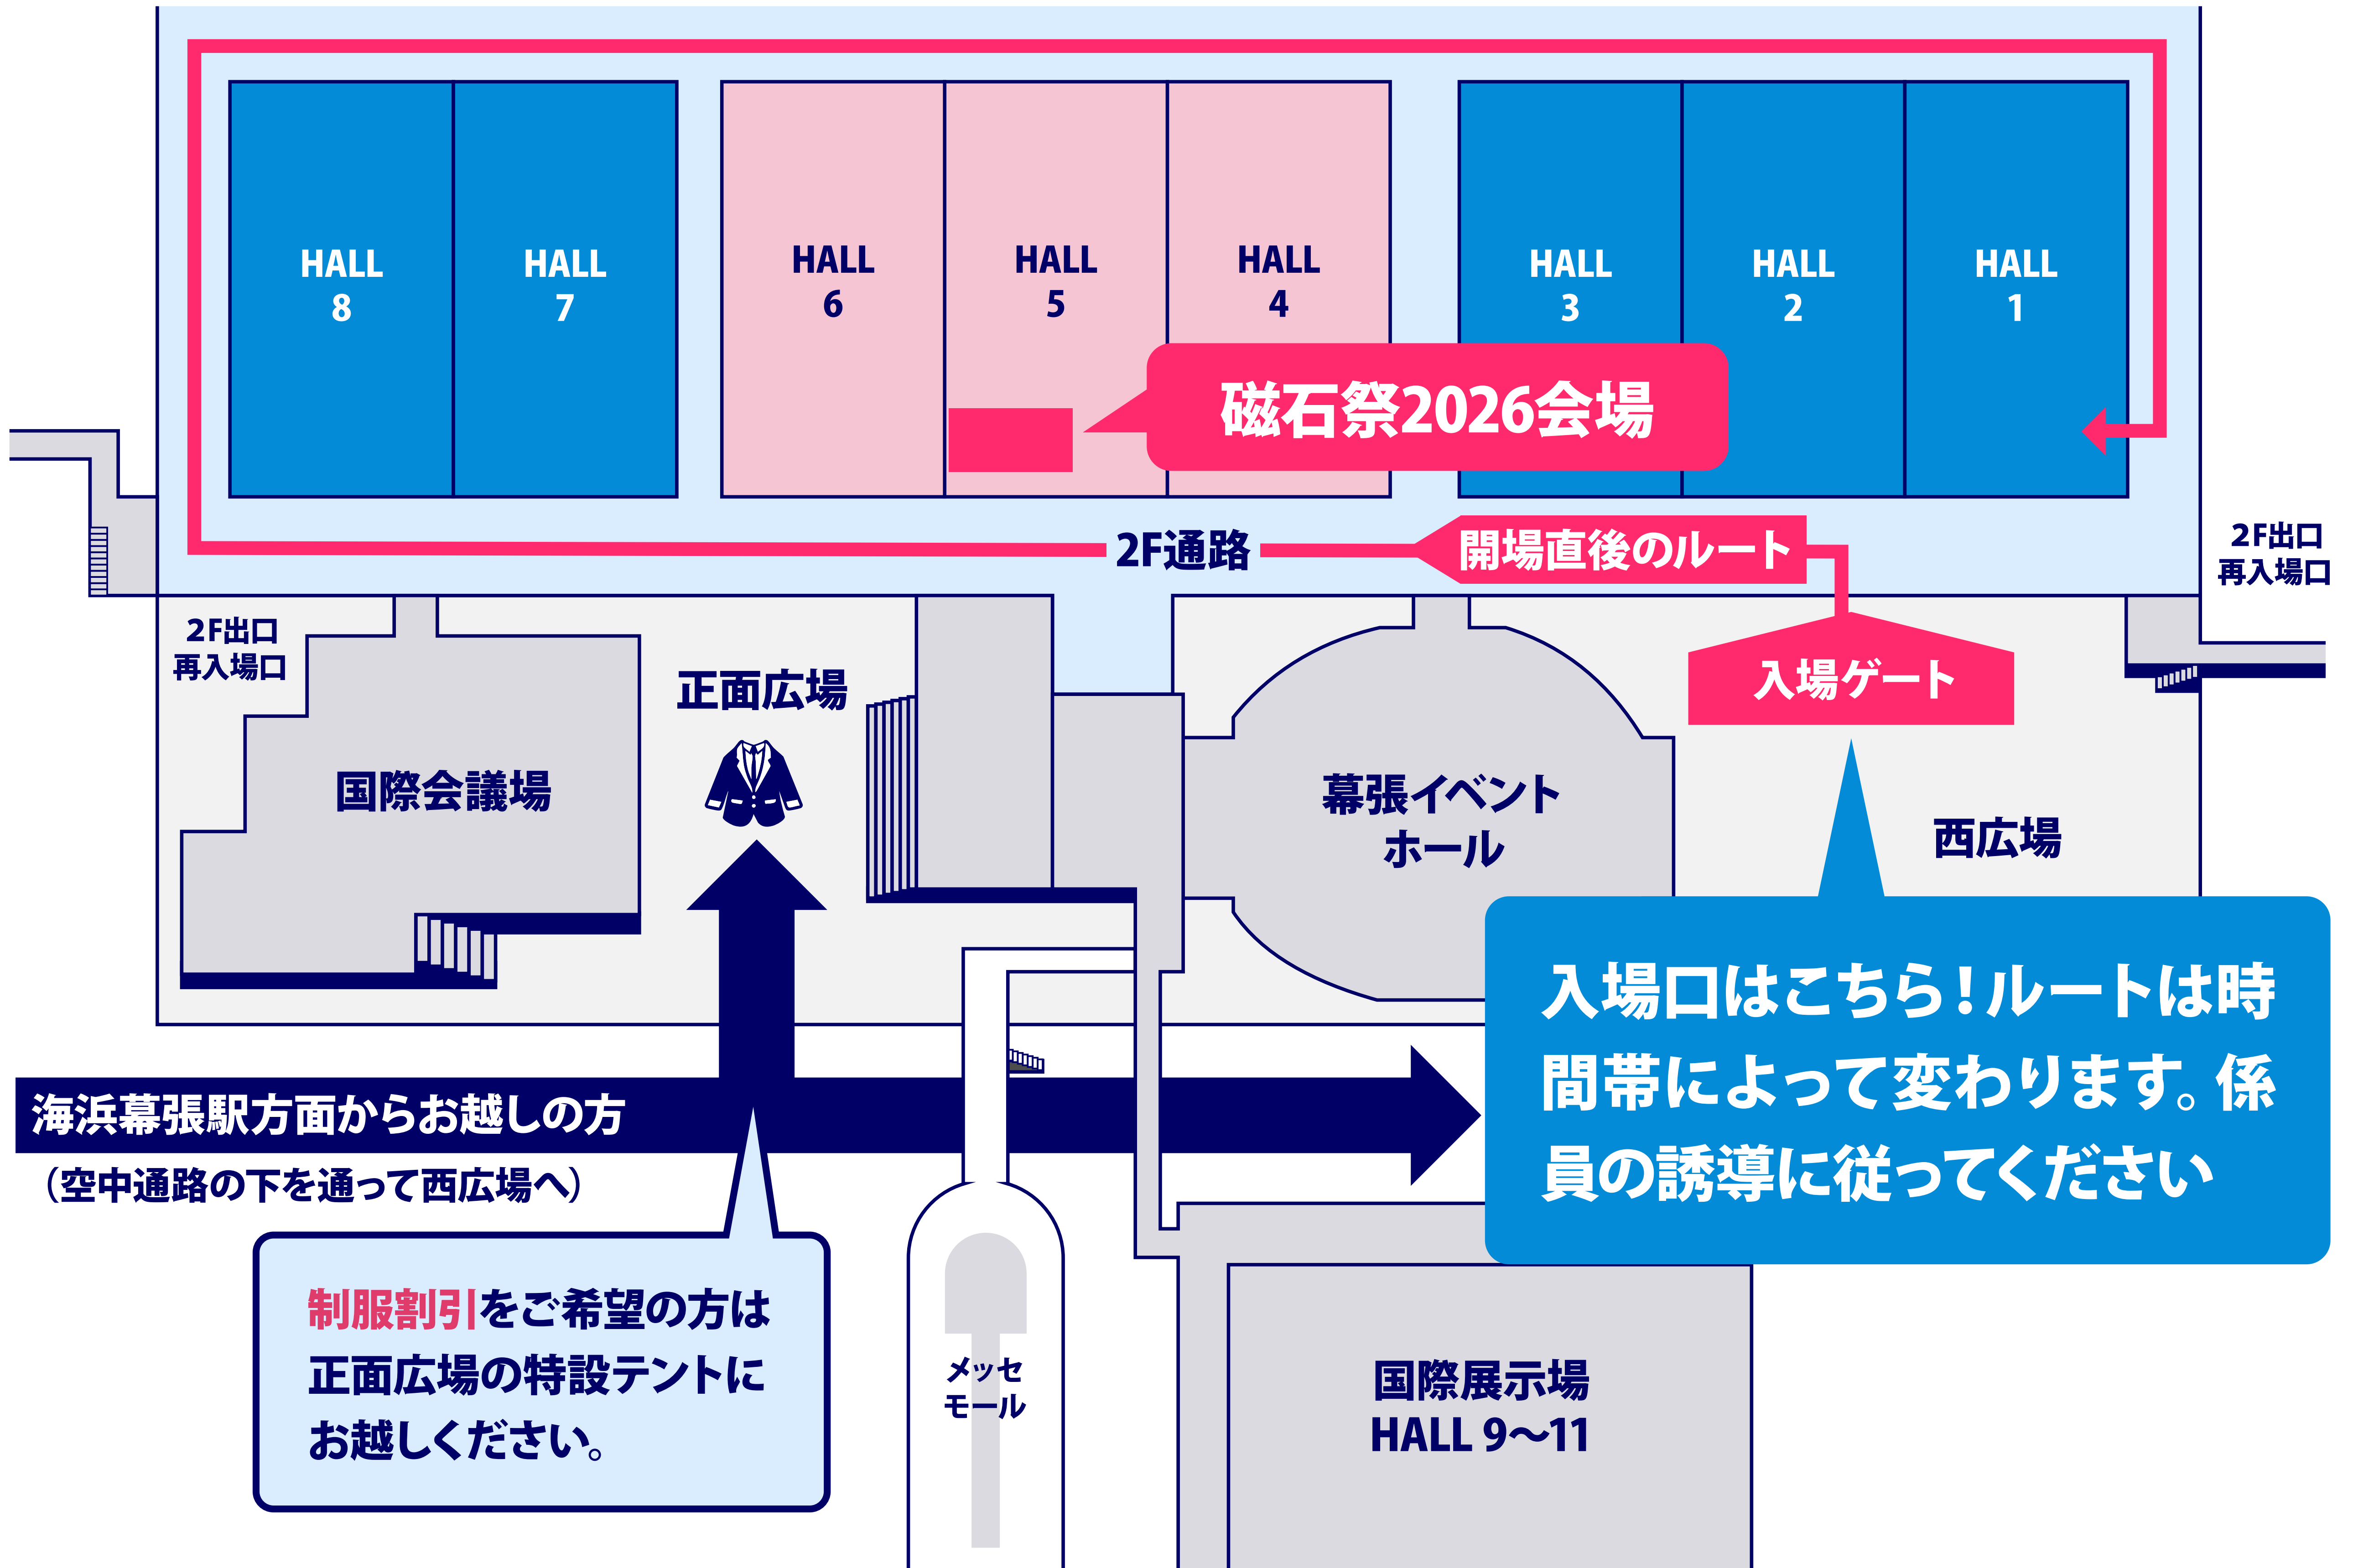 HALL
8
HALL
7
HALL
6
HALL
5
HALL
4
HALL
3
HALL
2
HALL
1
磁石祭2026会場
2F通路
開場直後のルート
2F出口
再入場口
2F出口
再入場口
正面広場
入場ゲート
国際会議場
幕張イベント
ホール
西広場
入場口はこちら！ルートは時
間帯によって変わります。係
員の誘導に従ってください
海浜幕張駅方面からお越しの方
（空中通路の下を通って西広場へ）
制服割引をご希望の方は
正面広場の特設テントに
お越しください。
メッセ
モール
国際展示場
HALL 9～11